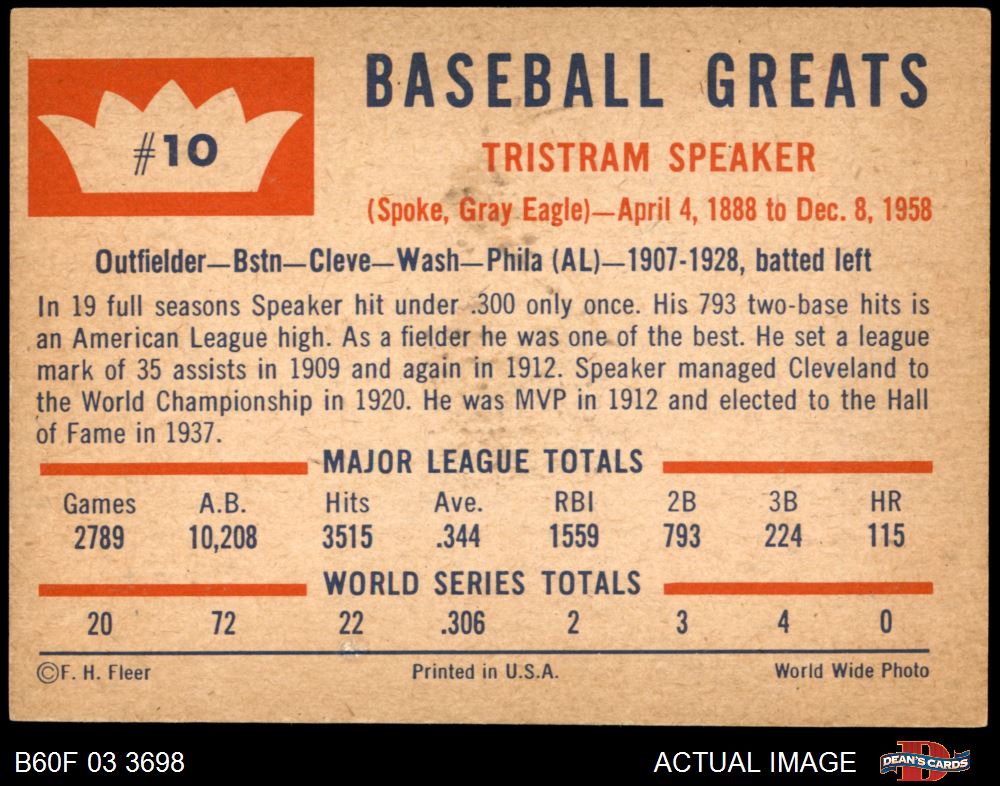 #10
BASEBALL GREATS
TRISTRAM SPEAKER
(Spoke, Gray Eagle)—April 4, 1888 to Dec. 8, 1958
Outfielder—Bstn—Cleve—Wash—Phila (AL)—1907-1928, batted left
In 19 full seasons Speaker hit under .300 only once. His 793 two-base hits is
an American League high. As a fielder he was one of the best. He set a league
mark of 35 assists in 1909 and again in 1912. Speaker managed Cleveland to
the World Championship in 1920. He was MVP in 1912 and elected to the Hall
of Fame in 1937.
MAJOR LEAGUE TOTALS
Games A.B. Hits Ave. RBI 2B 3B HR
2789 10,208 3515 .344 1559 793 224 115
WORLD SERIES TOTALS
20 72 22 .306 2 3 4 0
©F. H. Fleer Printed in U.S.A. World Wide Photo
B60F 03 3698 ACTUAL IMAGE D DEAN'S CARDS